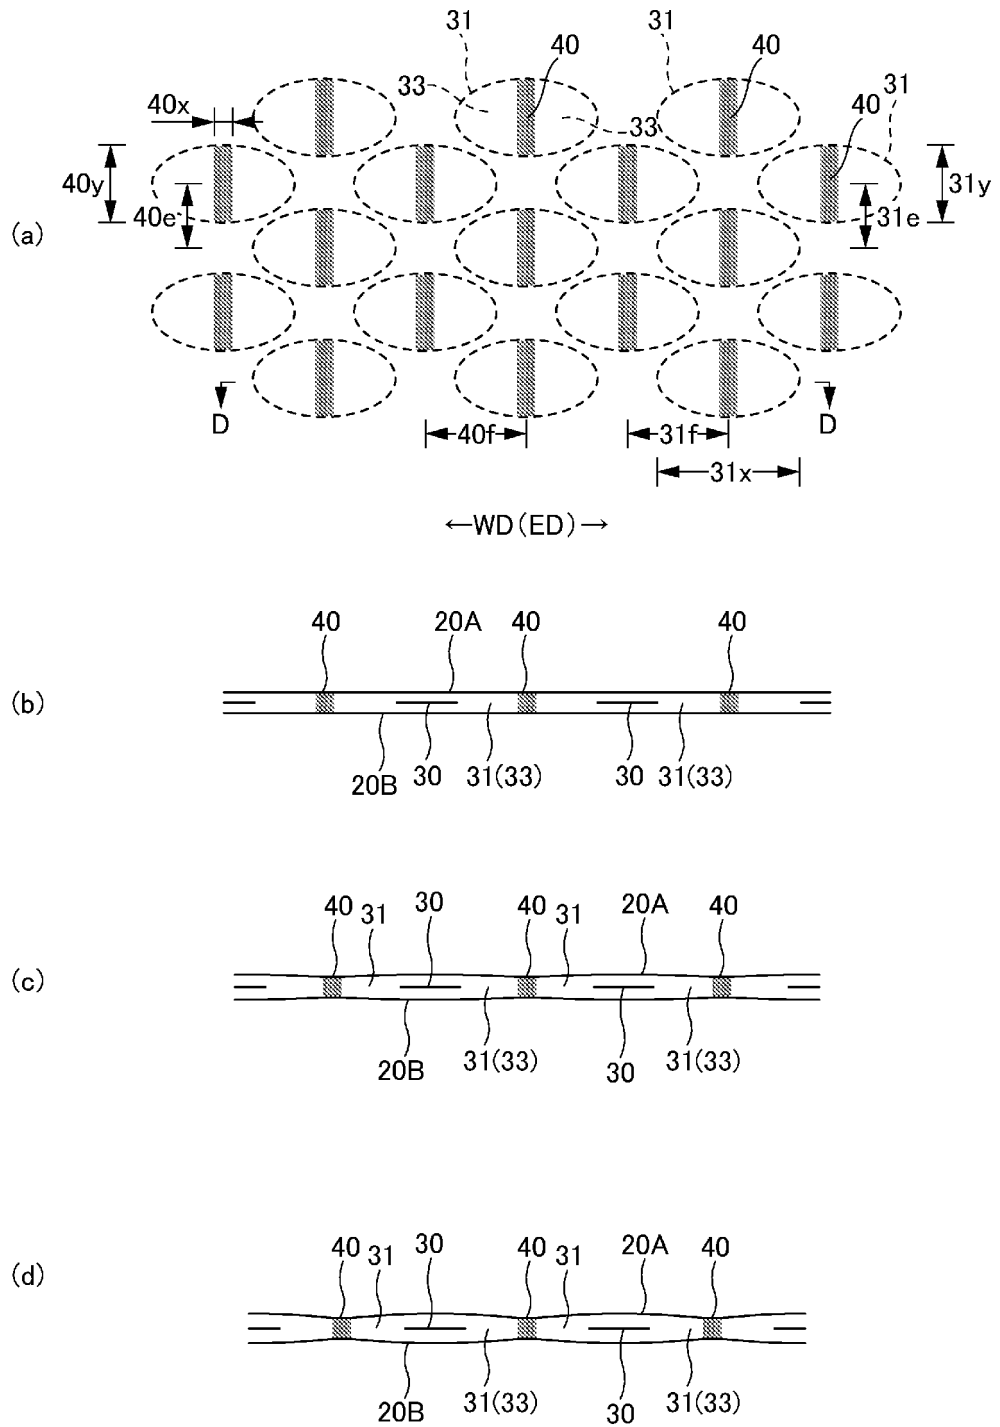 31 40 31 40
33 33 40 31
40x
40y 40e 31e 31y
(a)
D D
40f 31f
31x
←WD(ED)→
40 20A 40 40
(b)
20B 30 31(33) 30 31(33)
40 31 30 40 31 20A 40
(c)
20B 31(33) 30 31(33)
40 31 30 40 31 20A 40
(d)
20B 31(33) 30 31(33)